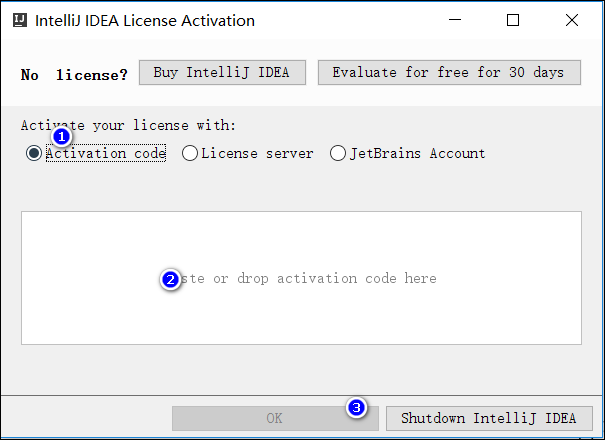 IJ IntelliJ IDEA License Activation
No license? Buy IntelliJ IDEA Evaluate for free for 30 days
Activate your license with:
1
Activation code License server JetBrains Account
2 ste or drop activation code here
OK 3 Shutdown IntelliJ IDEA